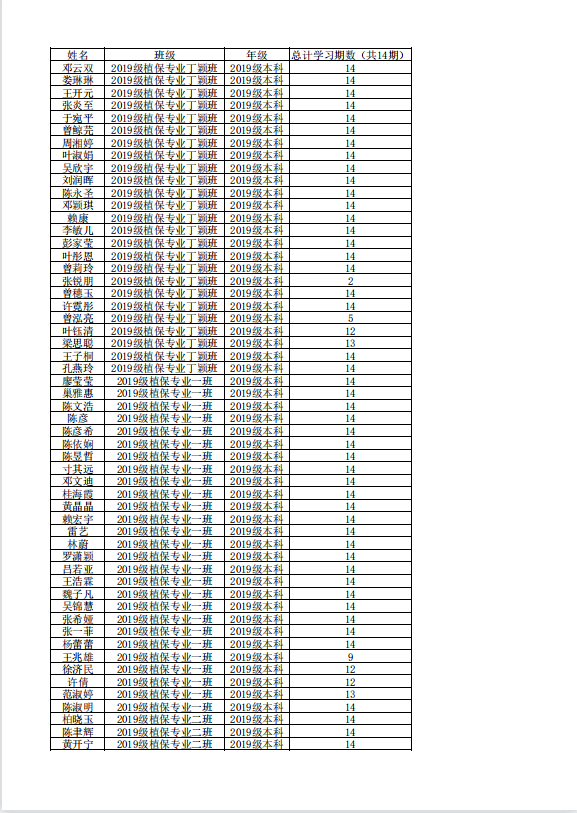 姓名 班级 年级 总计学习期数（共14期）
邓云双 2019级植保专业丁颖班 2019级本科 14
娄琳琳 2019级植保专业丁颖班 2019级本科 14
王开元 2019级植保专业丁颖班 2019级本科 14
张炎至 2019级植保专业丁颖班 2019级本科 14
于宛平 2019级植保专业丁颖班 2019级本科 14
曾鲸芫 2019级植保专业丁颖班 2019级本科 14
周湘婷 2019级植保专业丁颖班 2019级本科 14
叶淑娟 2019级植保专业丁颖班 2019级本科 14
吴欣宇 2019级植保专业丁颖班 2019级本科 14
刘润晖 2019级植保专业丁颖班 2019级本科 14
陈永圣 2019级植保专业丁颖班 2019级本科 14
邓颖琪 2019级植保专业丁颖班 2019级本科 14
赖康 2019级植保专业丁颖班 2019级本科 14
李敏儿 2019级植保专业丁颖班 2019级本科 14
彭家莹 2019级植保专业丁颖班 2019级本科 14
叶彤恩 2019级植保专业丁颖班 2019级本科 14
曾莉玲 2019级植保专业丁颖班 2019级本科 14
张锐朋 2019级植保专业丁颖班 2019级本科 2
曾穗玉 2019级植保专业丁颖班 2019级本科 14
许霓彤 2019级植保专业丁颖班 2019级本科 14
曾泓亮 2019级植保专业丁颖班 2019级本科 5
叶钰清 2019级植保专业丁颖班 2019级本科 12
梁思聪 2019级植保专业丁颖班 2019级本科 13
王子桐 2019级植保专业丁颖班 2019级本科 14
孔燕玲 2019级植保专业丁颖班 2019级本科 14
廖莹莹 2019级植保专业一班 2019级本科 14
巢雅惠 2019级植保专业一班 2019级本科 14
陈文浩 2019级植保专业一班 2019级本科 14
陈彦 2019级植保专业一班 2019级本科 14
陈彦希 2019级植保专业一班 2019级本科 14
陈依娴 2019级植保专业一班 2019级本科 14
陈昱哲 2019级植保专业一班 2019级本科 14
寸其远 2019级植保专业一班 2019级本科 14
邓文迪 2019级植保专业一班 2019级本科 14
桂海霞 2019级植保专业一班 2019级本科 14
黄晶晶 2019级植保专业一班 2019级本科 14
赖宏宇 2019级植保专业一班 2019级本科 14
雷艺 2019级植保专业一班 2019级本科 14
林蔚 2019级植保专业一班 2019级本科 14
罗潇颖 2019级植保专业一班 2019级本科 14
吕若亚 2019级植保专业一班 2019级本科 14
王浩霖 2019级植保专业一班 2019级本科 14
魏子凡 2019级植保专业一班 2019级本科 14
吴锦慧 2019级植保专业一班 2019级本科 14
张希娅 2019级植保专业一班 2019级本科 14
张一菲 2019级植保专业一班 2019级本科 14
杨蕾蕾 2019级植保专业一班 2019级本科 14
王兆雄 2019级植保专业一班 2019级本科 9
徐济民 2019级植保专业一班 2019级本科 12
许倩 2019级植保专业一班 2019级本科 12
范淑婷 2019级植保专业一班 2019级本科 13
陈淑明 2019级植保专业一班 2019级本科 14
柏晓玉 2019级植保专业二班 2019级本科 14
陈聿辉 2019级植保专业二班 2019级本科 14
黄开宁 2019级植保专业二班 2019级本科 14